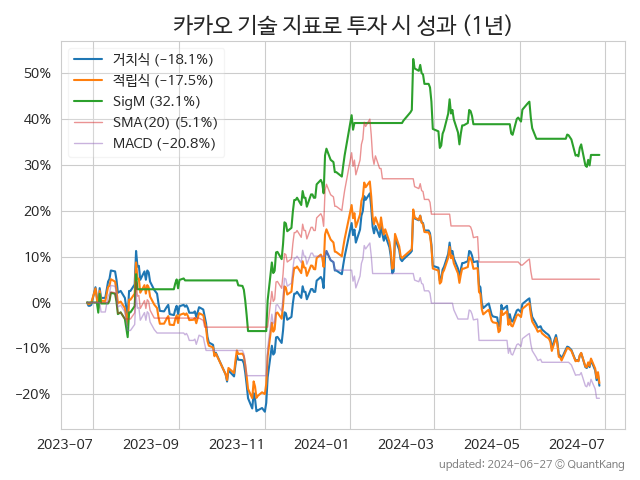 카카오 기술 지표로 투자 시 성과 (1년)
거치식 (−18.1%)
적립식 (−17.5%)
SigM (32.1%)
SMA(20) (5.1%)
MACD (−20.8%)
50%
40%
30%
20%
10%
0%
−10%
−20%
2023-07
2023-09
2023-11
2024-01
2024-03
2024-05
2024-07
updated: 2024-06-27 © QuantKang